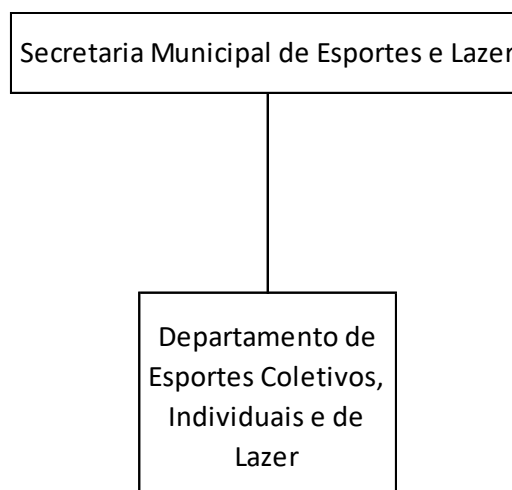 Secretaria Municipal de Esportes e Lazer
Departamento de
Esportes Coletivos,
Individuais e de
Lazer